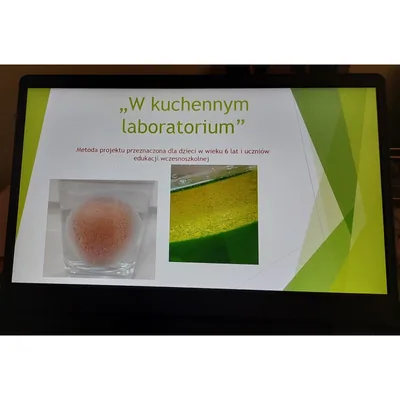 „W kuchennym
laboratorium”
Metoda projektu przeznaczona dla dzieci w wieku 6 lat i uczniów
edukacji wczesnoszkolnej